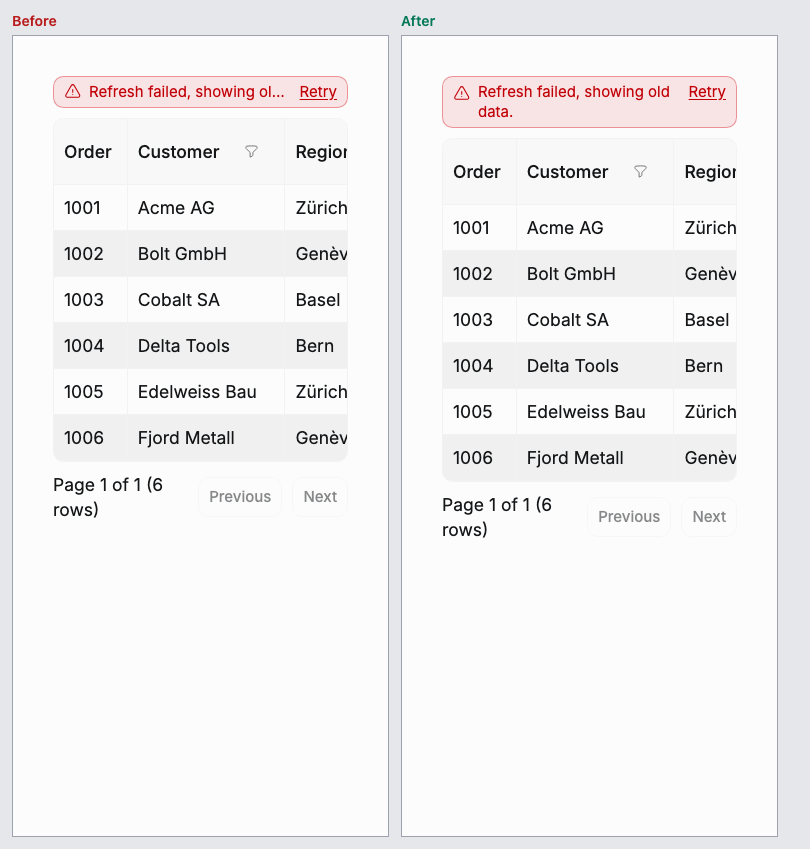 Before
Refresh failed, showing ol... Retry
Order Customer Region
1001 Acme AG Zürich
1002 Bolt GmbH Genèv
1003 Cobalt SA Basel
1004 Delta Tools Bern
1005 Edelweiss Bau Zürich
1006 Fjord Metall Genèv
Page 1 of 1 (6
rows)
Previous Next
After
Refresh failed, showing old
data.
Retry
Order Customer Region
1001 Acme AG Zürich
1002 Bolt GmbH Genèv
1003 Cobalt SA Basel
1004 Delta Tools Bern
1005 Edelweiss Bau Zürich
1006 Fjord Metall Genèv
Page 1 of 1 (6
rows)
Previous Next